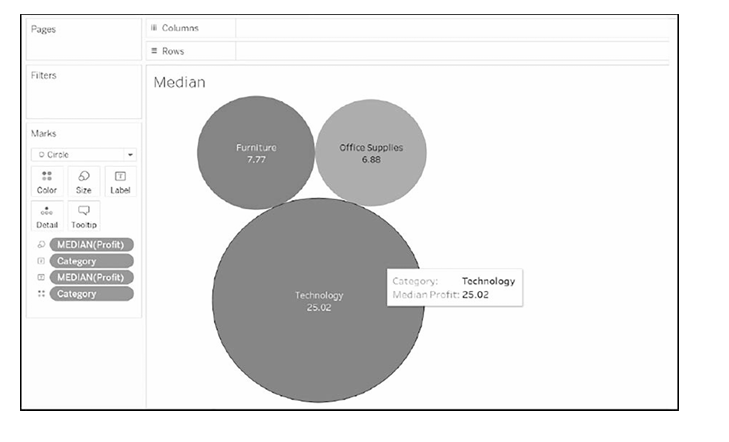 Pages
Columns
Rows
Filters
Median
Furniture
7.77
Office Supplies
6.88
Marks
Circle
Color Size Label
Detail Tooltip
MEDIAN(Profit)
Category
MEDIAN(Profit)
Category
Technology
25.02
Category: Technology
Median Profit: 25.02